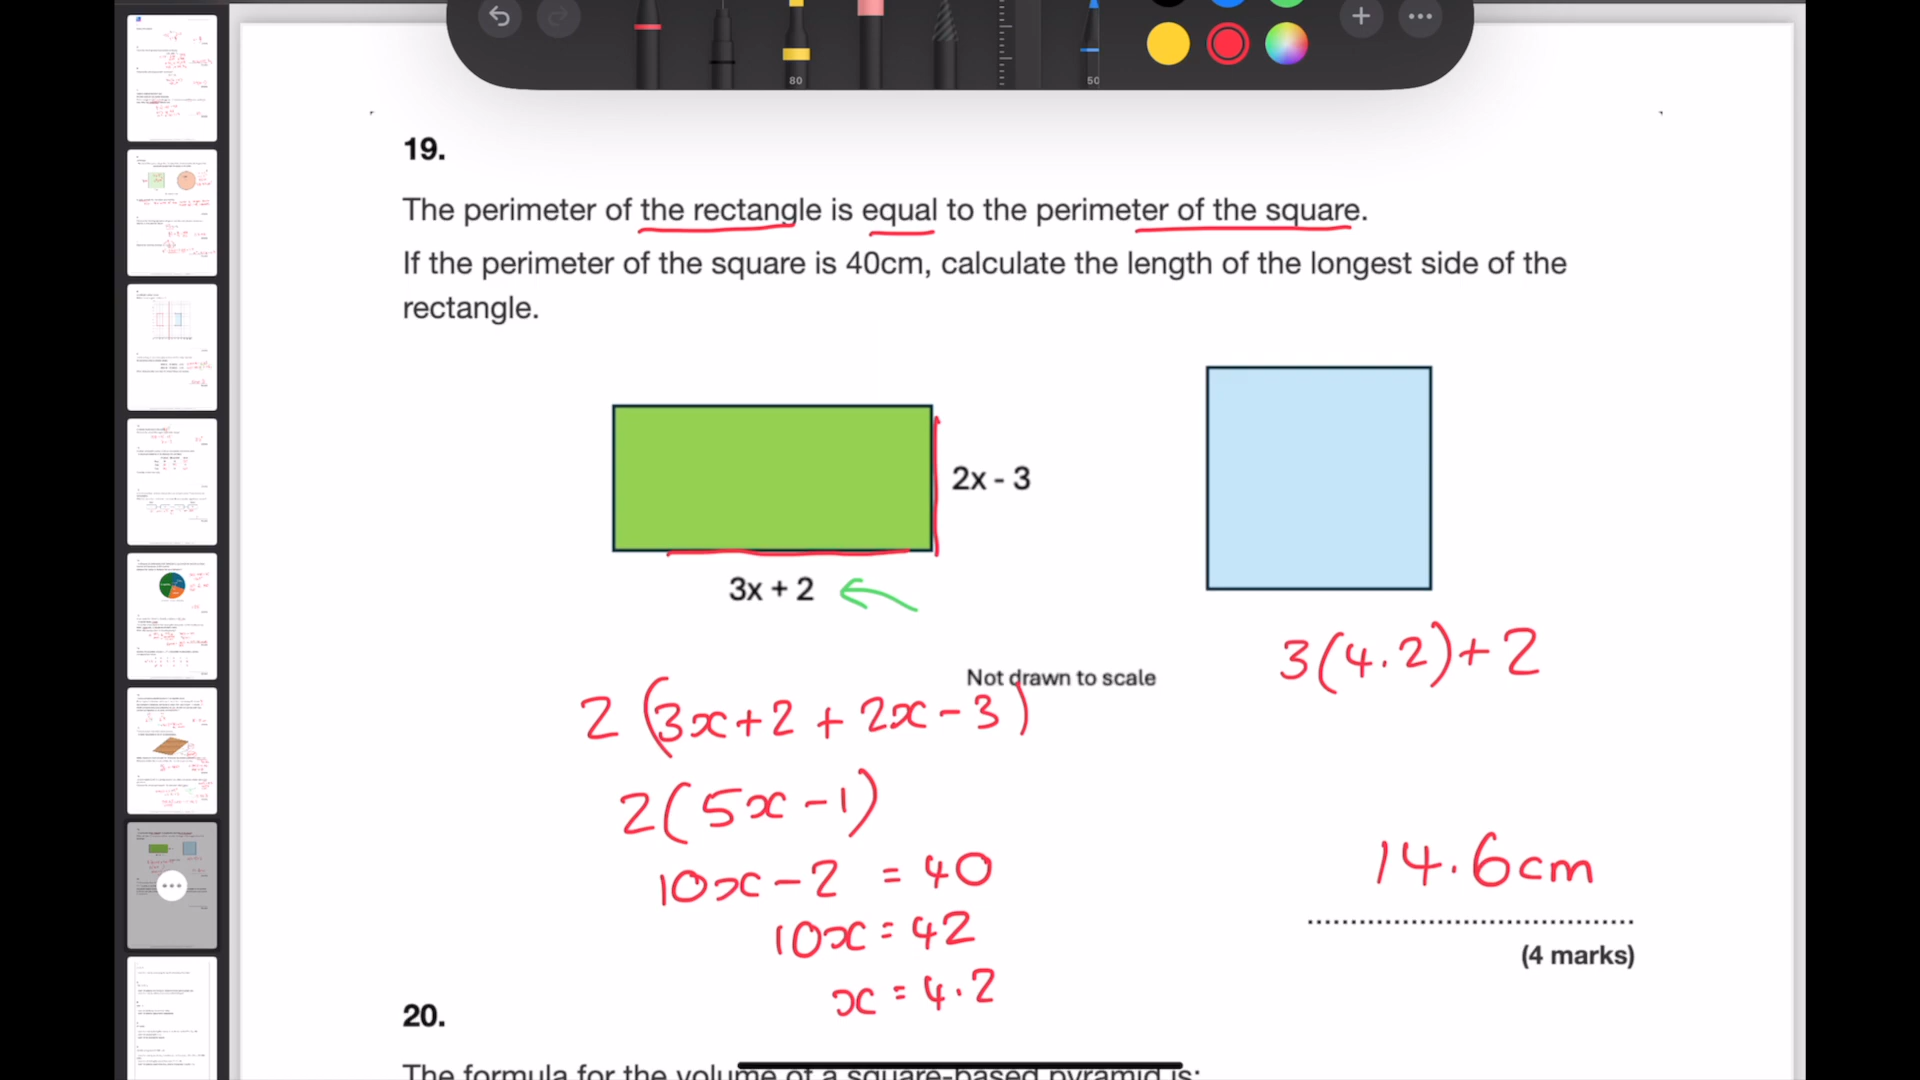 80
50
19.
The perimeter of the rectangle is equal to the perimeter of the square.
If the perimeter of the square is 40cm, calculate the length of the longest side of the
rectangle.
2x - 3
3x + 2
Not drawn to scale
3(4.2)+2
2(3x+2 + 2x-3)
2(5x-1)
10x-2 = 40
10x = 42
x = 4.2
14.6cm
(4 marks)
20.
The formula for the volume of a square-based pyramid is: